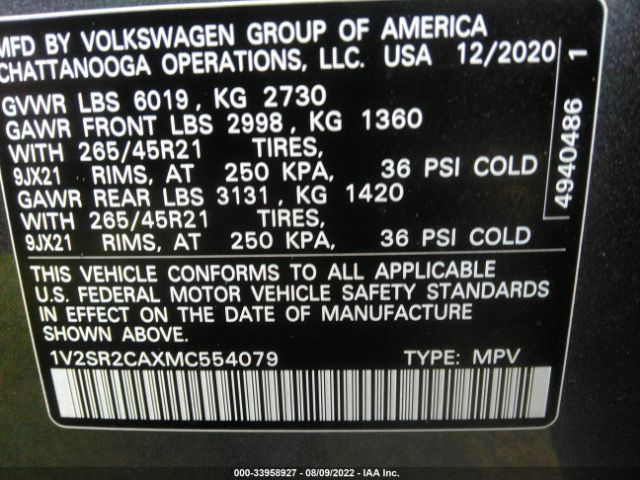 MFD BY VOLKSWAGEN GROUP OF AMERICA
CHATTANOOGA OPERATIONS, LLC. USA 12/2020
GVWR LBS 6019, KG 2730
GAWR FRONT LBS 2998, KG 1360
WITH 265/45R21 TIRES,
9JX21 RIMS, AT 250 KPA, 36 PSI COLD
GAWR REAR LBS 3131, KG 1420
WITH 265/45R21 TIRES,
9JX21 RIMS, AT 250 KPA, 36 PSI COLD
4940486 1
THIS VEHICLE CONFORMS TO ALL APPLICABLE
U.S. FEDERAL MOTOR VEHICLE SAFETY STANDARDS
IN EFFECT ON THE DATE OF MANUFACTURE
SHOWN ABOVE.
1V2SR2CAXMC554079 TYPE: MPV
000-33958927 - 08/09/2022 - IAA Inc.